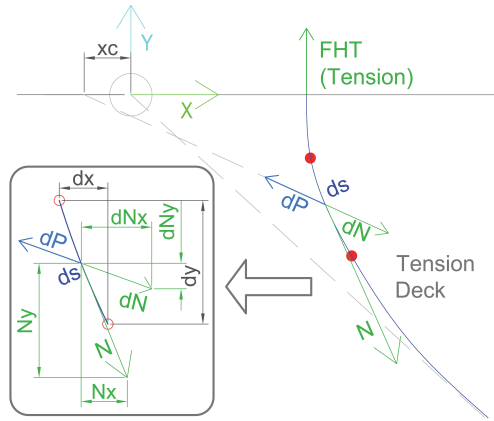 xc
Y
X
FHT
(Tension)
ds
dP
dN
Tension
Deck
N
dx
dNx
dNy
dP
ds
dN
dy
Ny
N
Nx